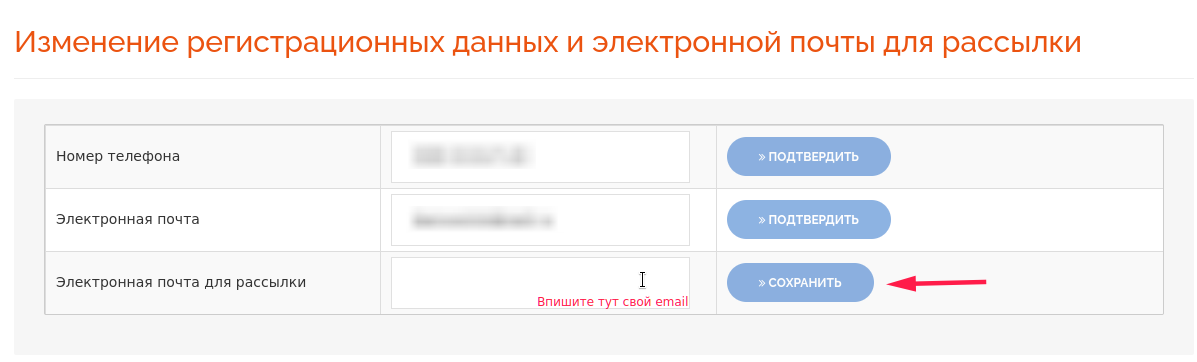 Изменение регистрационных данных и электронной почты для рассылки
Номер телефона
» ПОДТВЕРДИТЬ
Электронная почта
» ПОДТВЕРДИТЬ
Электронная почта для рассылки
Впишите тут свой email
» СОХРАНИТЬ